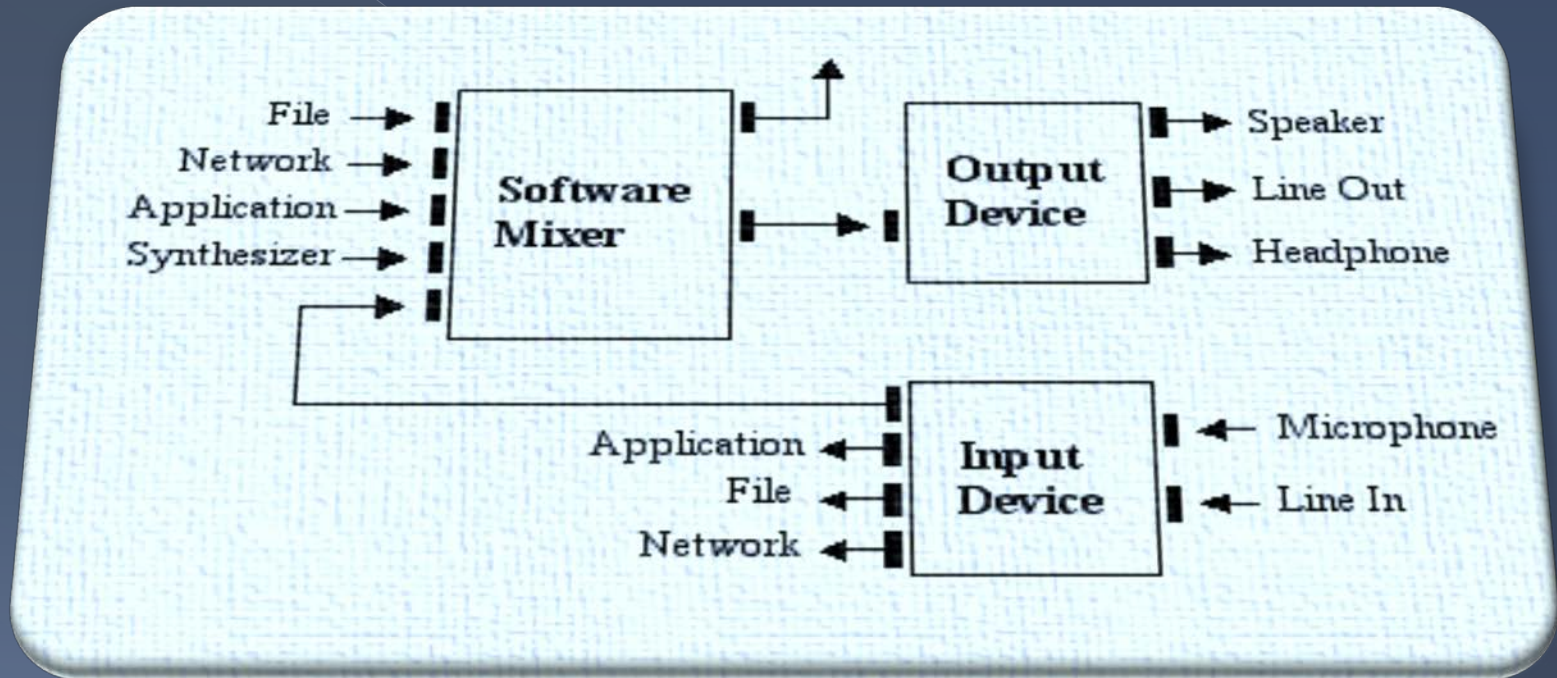 File
Network
Application
Synthesizer
Software
Mixer
Output
Device
Speaker
Line Out
Headphone
Application
File
Network
Input
Device
Microphone
Line In